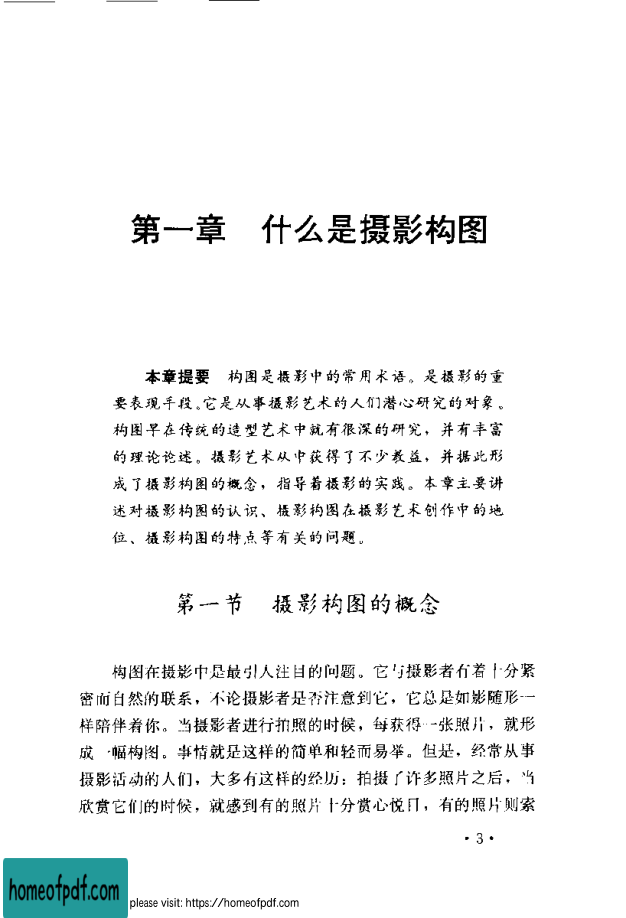 第一章 什么是摄影构图
本章提要 构图是摄影中的常用术语。是摄影的重
要表现手段。它是从事摄影艺术的人们潜心研究的对象。
构图早在传统的造型艺术中就有很深的研究，并有丰富
的理论论述。摄影艺术从中获得了不少教益，并据此形
成了摄影构图的概念，指导着摄影的实践。本章主要讲
述对摄影构图的认识、摄影构图在摄影艺术创作中的地
位、摄影构图的特点等有关的问题。
第一节 摄影构图的概念
构图在摄影中是最引人注目的问题。它与摄影者有着十分紧
密而自然的联系，不论摄影者是否注意到它，它总是如影随形一
样陪伴着你。当摄影者进行拍照的时候，每获得一张照片，就形
成一幅构图。事情就是这样的简单和轻而易举。但是，经常从事
摄影活动的人们，大多有这样的经历：拍摄了许多照片之后，当
欣赏它们的时候，就感到有的照片十分赏心悦目，有的照片则索
·3·
homeofpdf.com
please visit: https://homeofpdf.com